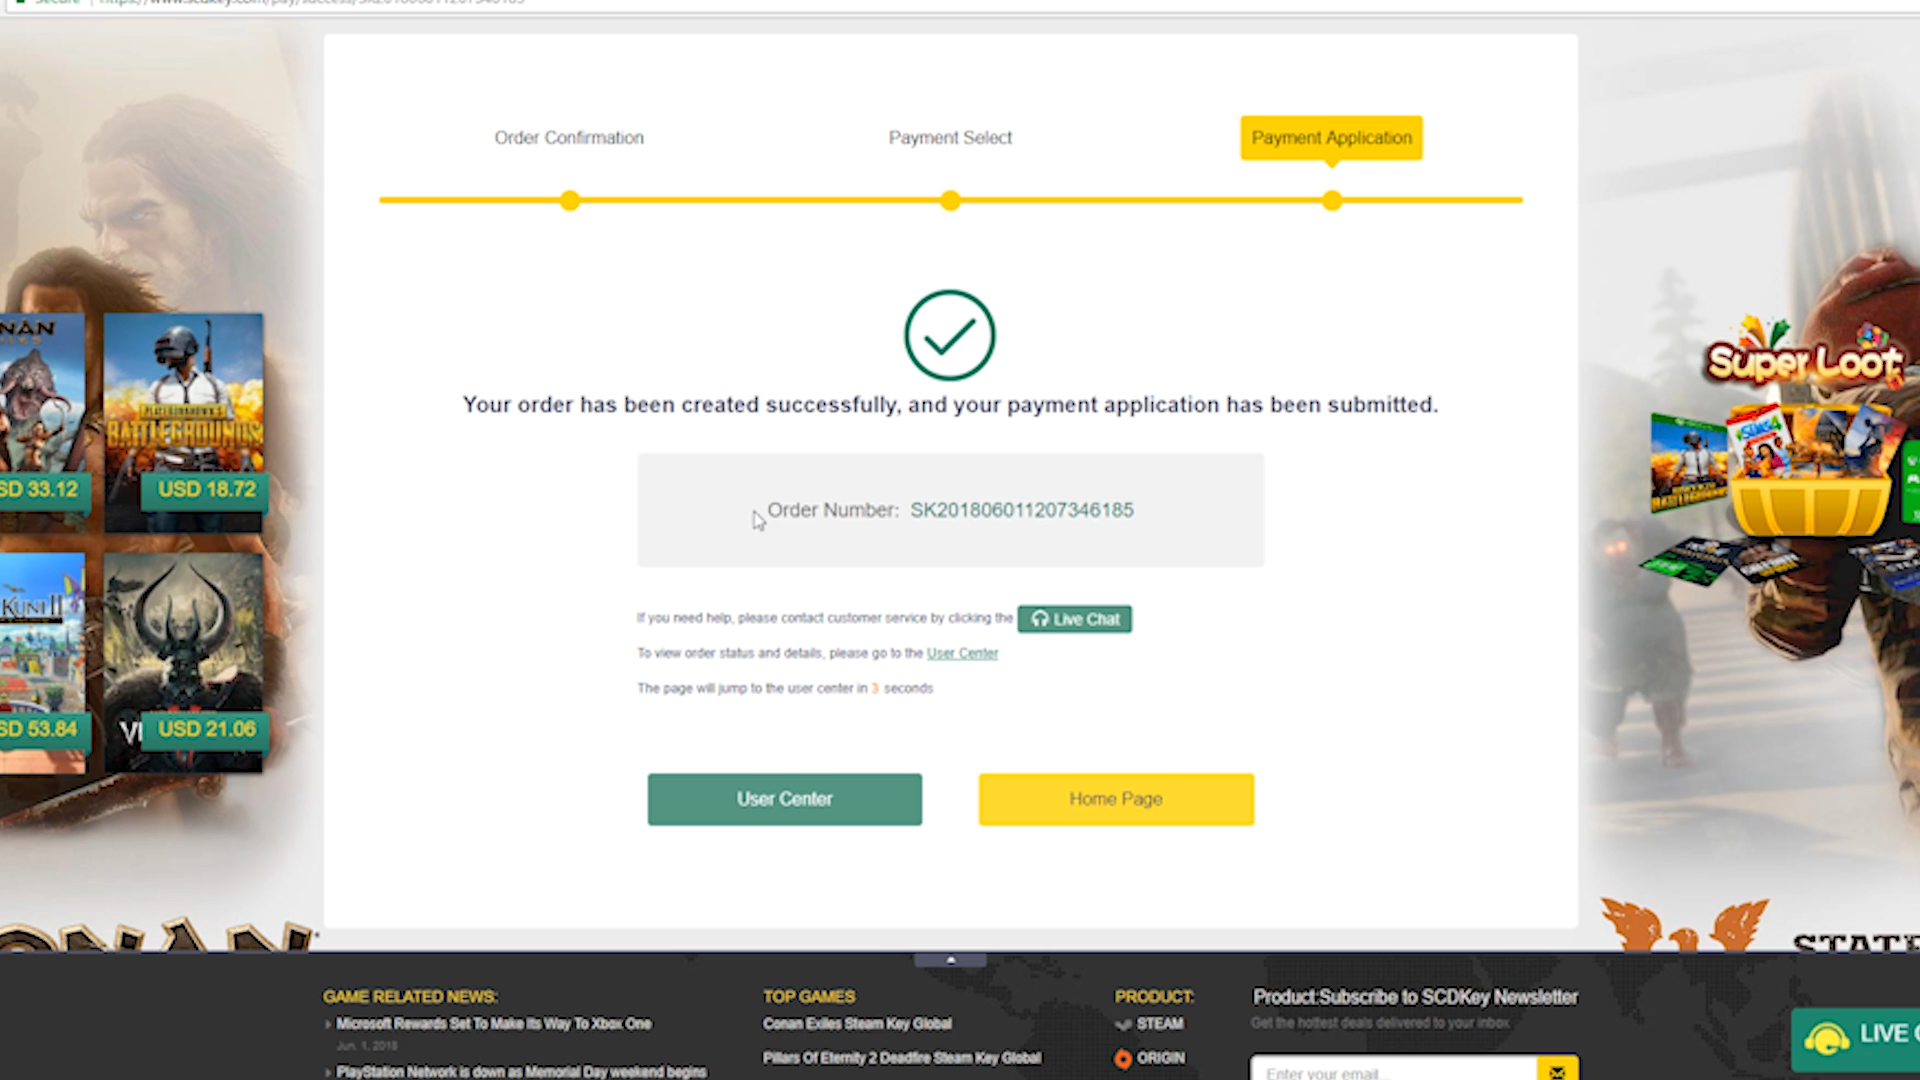 Secure
Order Confirmation
Payment Select
Payment Application
Your order has been created successfully, and your payment application has been submitted.
Order Number: SK201806011207346185
If you need help, please contact customer service by clicking the Live Chat
To view order status and details, please go to the User Center
The page will jump to the user center in 3 seconds
User Center
Home Page
PLAYERUNKNOWN'S
BATTLEGROUNDS
SD 33.12
USD 18.72
KUNI II
SD 53.84
USD 21.06
Super Loot
SIMS 4
GAME RELATED NEWS:
Microsoft Rewards Set To Make Its Way To Xbox One
Jun. 1, 2018
PlayStation Network is down as Memorial Day weekend begins
TOP GAMES
Conan Exiles Steam Key Global
Pillars Of Eternity 2 Deadfire Steam Key Global
PRODUCT:
STEAM
ORIGIN
Product:Subscribe to SCDKey Newsletter
Get the hottest deals delivered to your inbox
Enter your email...
LIVE